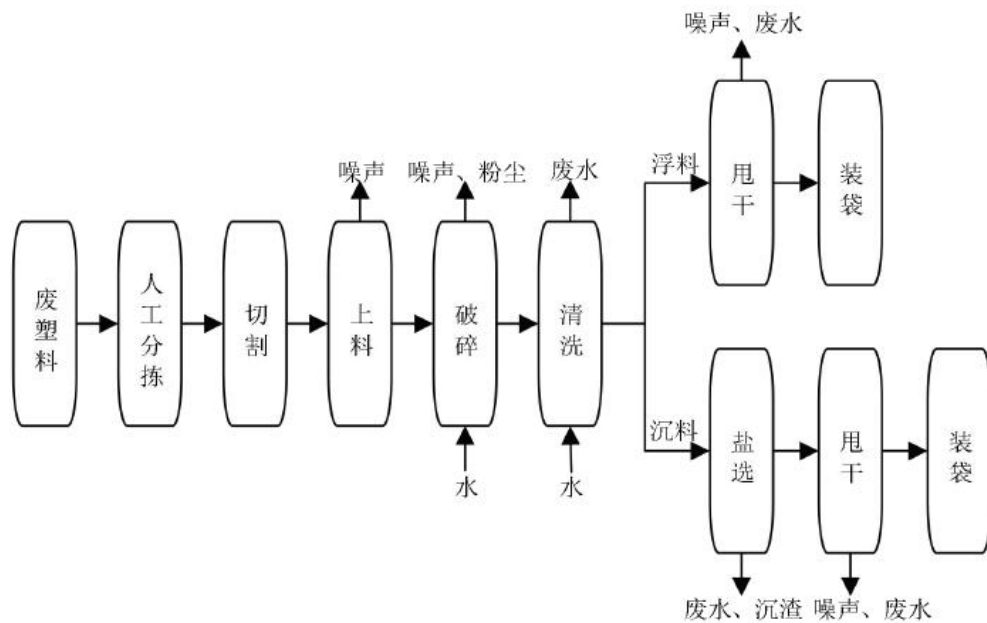 噪声、废水
浮料
甩干
装袋
噪声
噪声、粉尘
废水
废塑料
人工分拣
切割
上料
破碎
清洗
水
水
沉料
盐选
甩干
装袋
废水、沉渣
噪声、废水